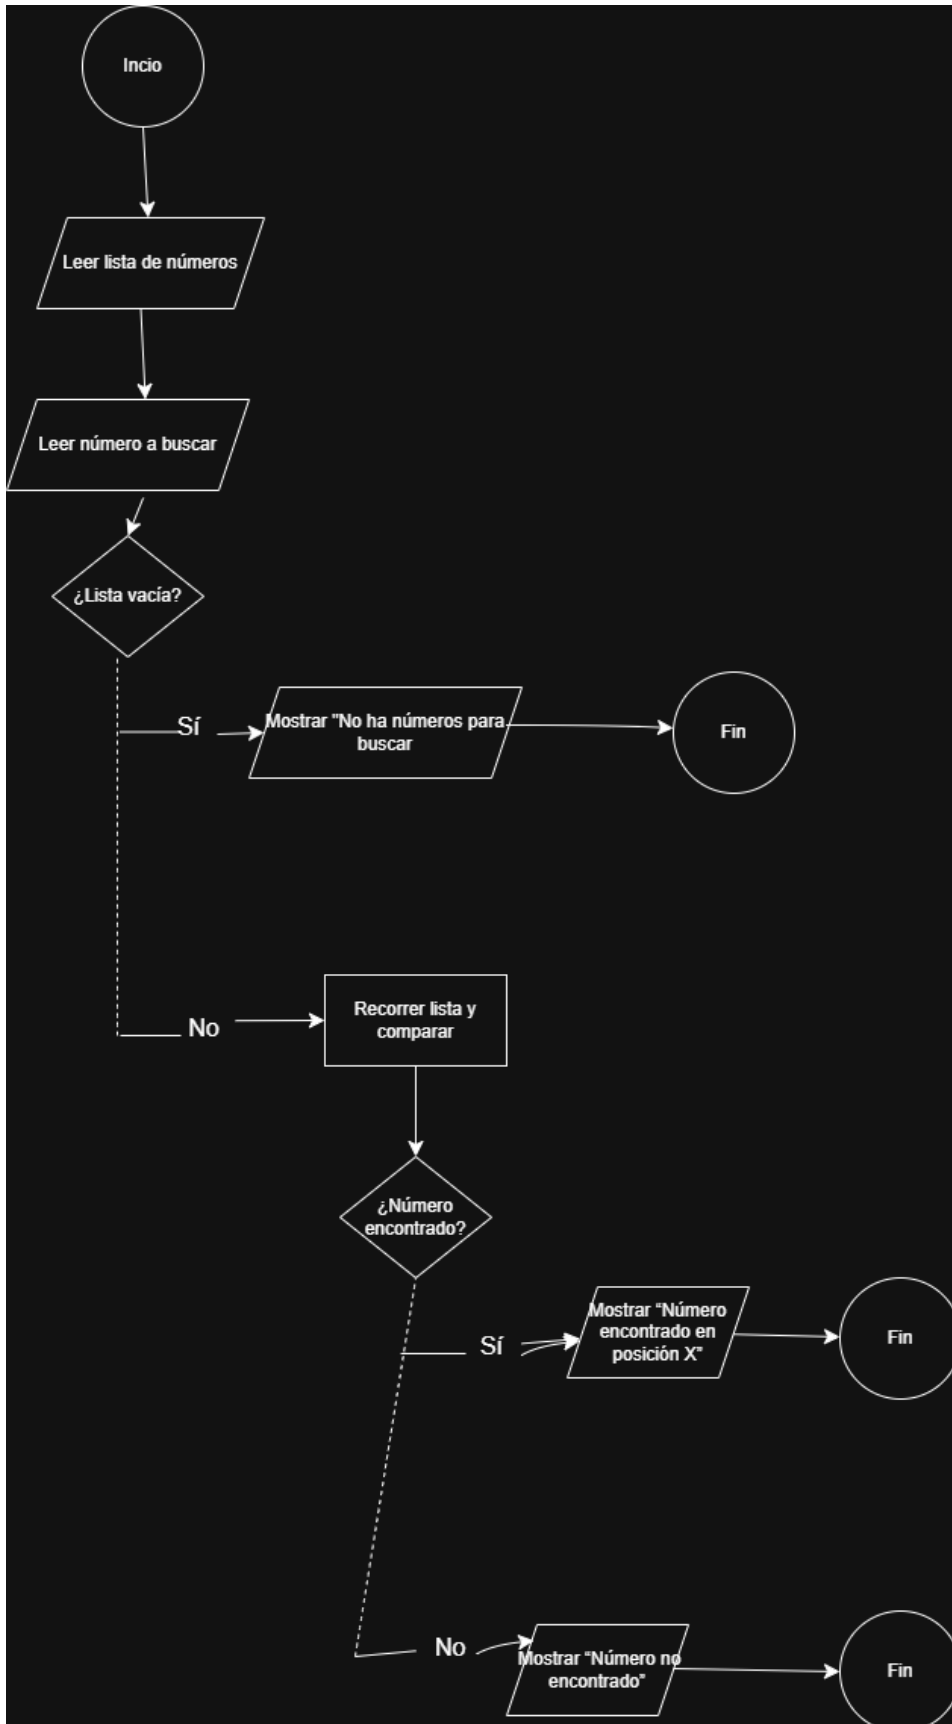 Incio
Leer lista de números
Leer número a buscar
¿Lista vacía?
Sí
Mostrar "No ha números para
buscar
Fin
No
Recorrer lista y
comparar
¿Número
encontrado?
Sí
Mostrar “Número
encontrado en
posición X”
Fin
No
Mostrar “Número no
encontrado”
Fin